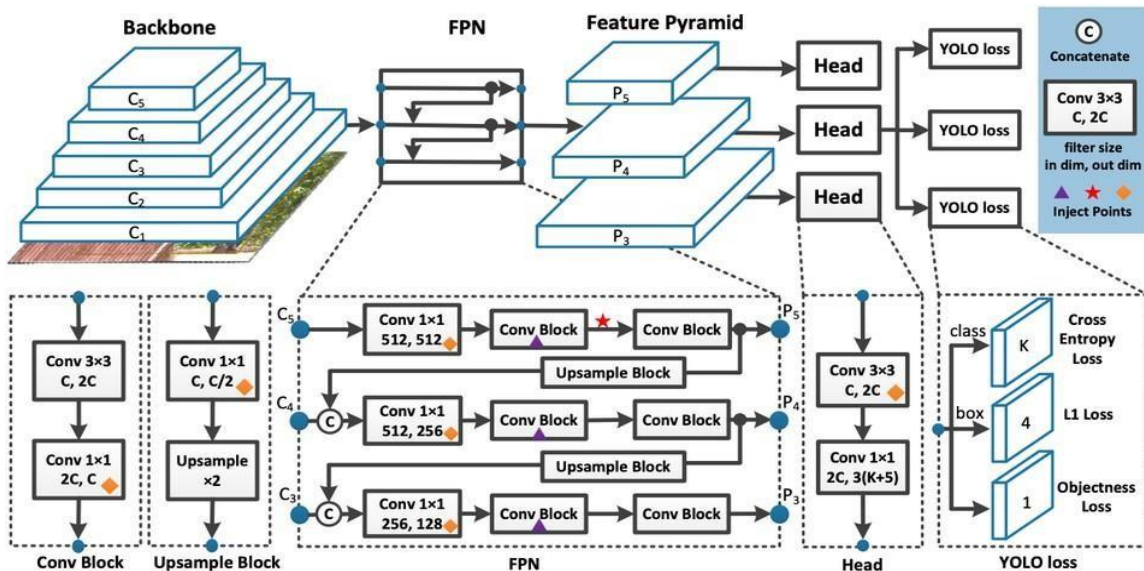 Backbone
FPN
Feature Pyramid
C5
C4
C3
C2
C1
P5
P4
P3
Head
Head
Head
YOLO loss
YOLO loss
YOLO loss
C
Concatenate
Conv 3×3
C, 2C
filter size
in dim, out dim
Inject Points
Conv 3×3
C, 2C
Conv 1×1
2C, C
Conv Block
Conv 1×1
C, C/2
Upsample
×2
Upsample Block
C5
Conv 1×1
512, 512
Conv Block
Conv Block
P5
Upsample Block
C4
C
Conv 1×1
512, 256
Conv Block
Conv Block
P4
Upsample Block
C3
C
Conv 1×1
256, 128
Conv Block
Conv Block
P3
FPN
Conv 3×3
C, 2C
Conv 1×1
2C, 3(K+5)
Head
class
K
Cross
Entropy
Loss
box
4
L1 Loss
1
Objectness
Loss
YOLO loss